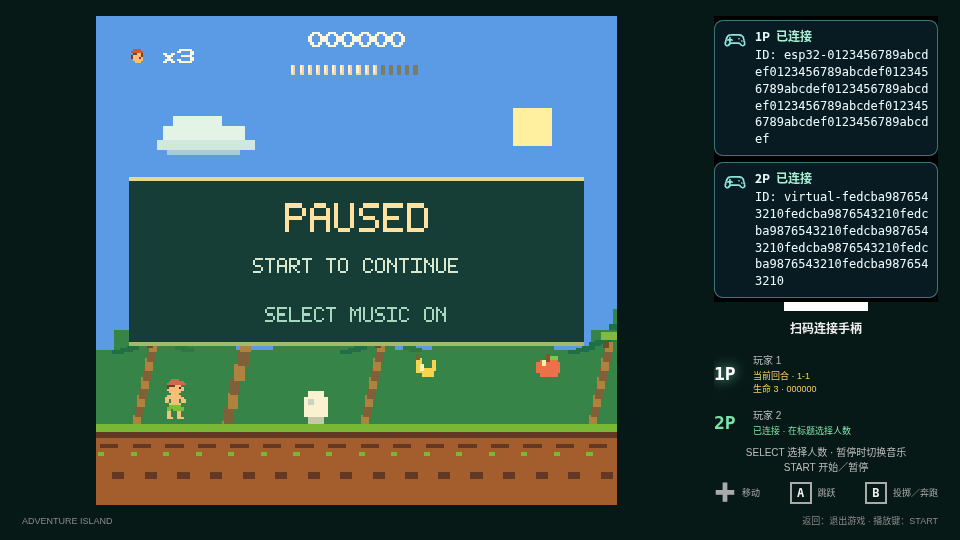 x3
000000
PAUSED
START TO CONTINUE
SELECT MUSIC ON
1P 已连接
ID: esp32-0123456789abcd
ef0123456789abcdef012345
6789abcdef0123456789abcd
ef0123456789abcdef012345
6789abcdef0123456789abcd
ef
2P 已连接
ID: virtual-fedcba987654
3210fedcba9876543210fedc
ba9876543210fedcba987654
3210fedcba9876543210fedc
ba9876543210fedcba987654
3210
扫码连接手柄
1P 玩家 1
当前回合 · 1-1
生命 3 · 000000
2P 玩家 2
已连接 · 在标题选择人数
SELECT 选择人数 · 暂停时切换音乐
START 开始／暂停
移动 A 跳跃 B 投掷／奔跑
ADVENTURE ISLAND
返回：退出游戏 · 播放键：START